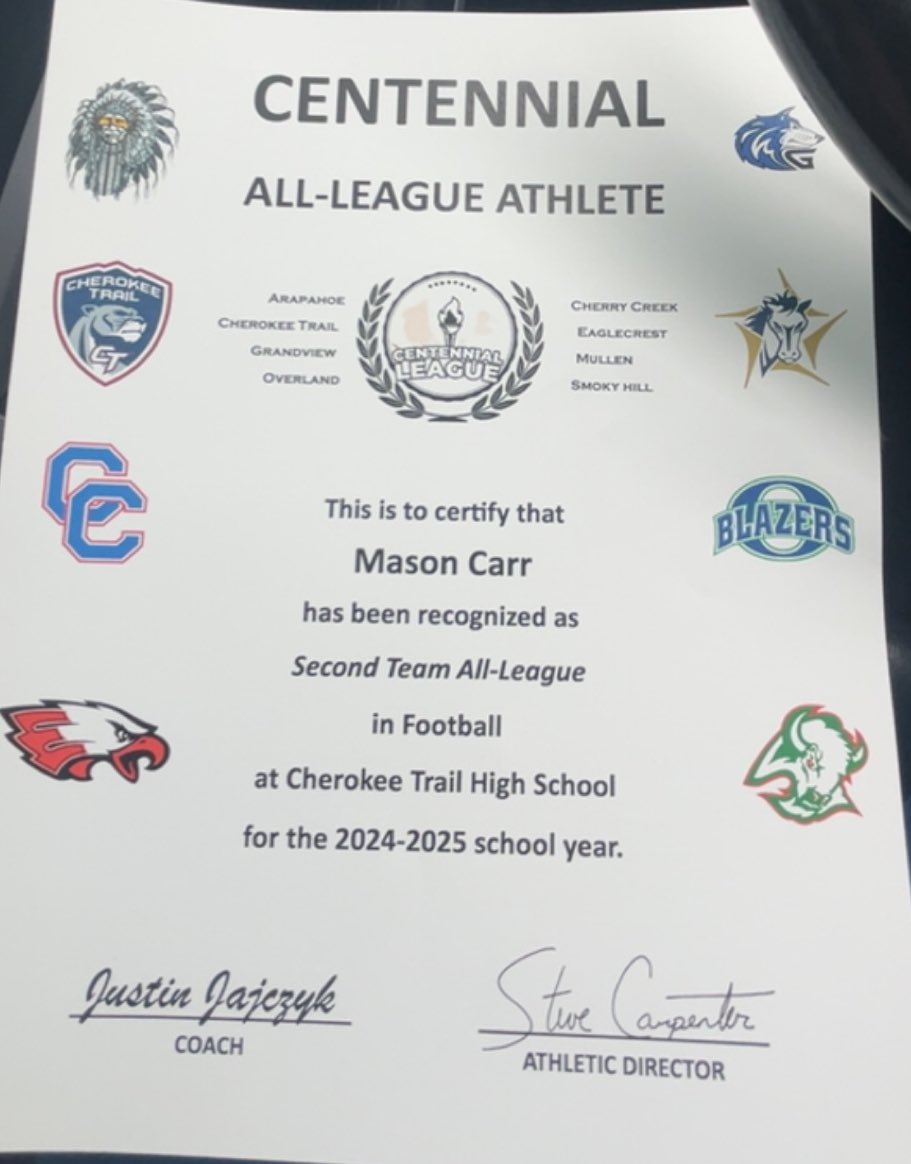 CENTENNIAL
ALL-LEAGUE ATHLETE
G
CHEROKEE
TRAIL
CT
ARAPAHOE
CHEROKEE TRAIL
GRANDVIEW
OVERLAND
CENTENNIAL
LEAGUE
CHERRY CREEK
EAGLECREST
MULLEN
SMOKY HILL
CC
O
BLAZERS
This is to certify that
Mason Carr
has been recognized as
Second Team All-League
in Football
at Cherokee Trail High School
for the 2024-2025 school year.
Justin Jajczyk
COACH
Steve Carpenter
ATHLETIC DIRECTOR